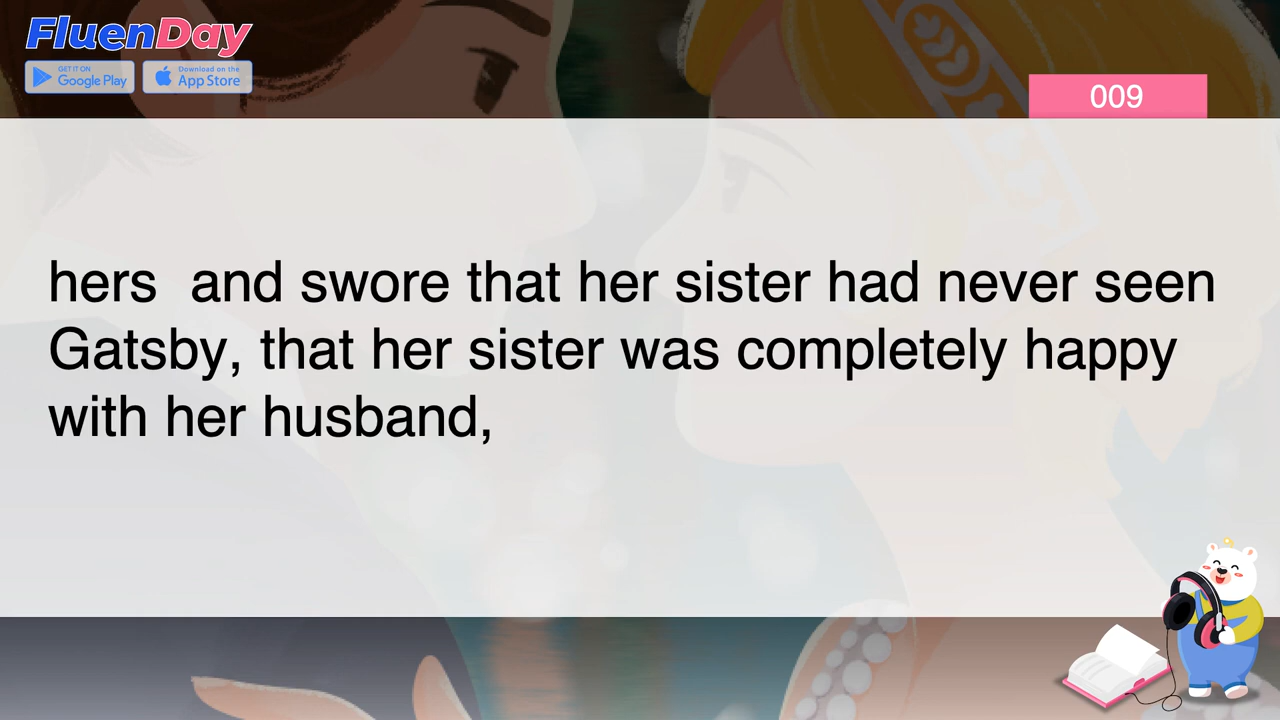 FluenDay
GET IT ON
Google Play
Download on the
App Store
009
hers  and swore that her sister had never seen
Gatsby, that her sister was completely happy
with her husband,